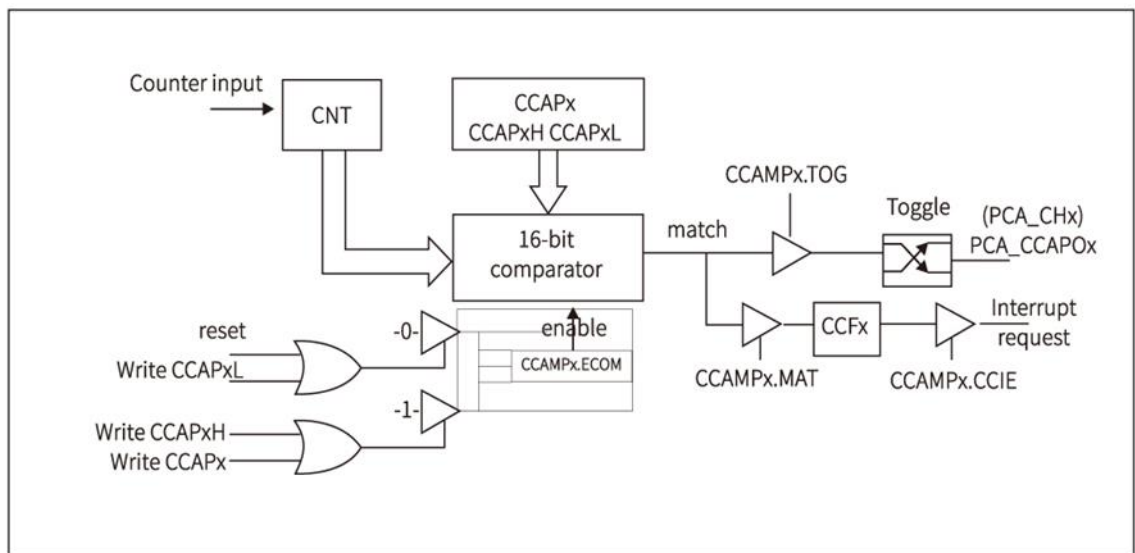 Counter input
CNT
CCAPx
CCAPxH CCAPxL
CCAMPx.TOG
Toggle
(PCA_CHx)
PCA_CCAPOx
16-bit
comparator
match
reset
Write CCAPxL
-0-
enable
CCAMPx.ECOM
CCFx
Interrupt
request
CCAMPx.MAT
CCAMPx.CCIE
-1-
Write CCAPxH
Write CCAPx